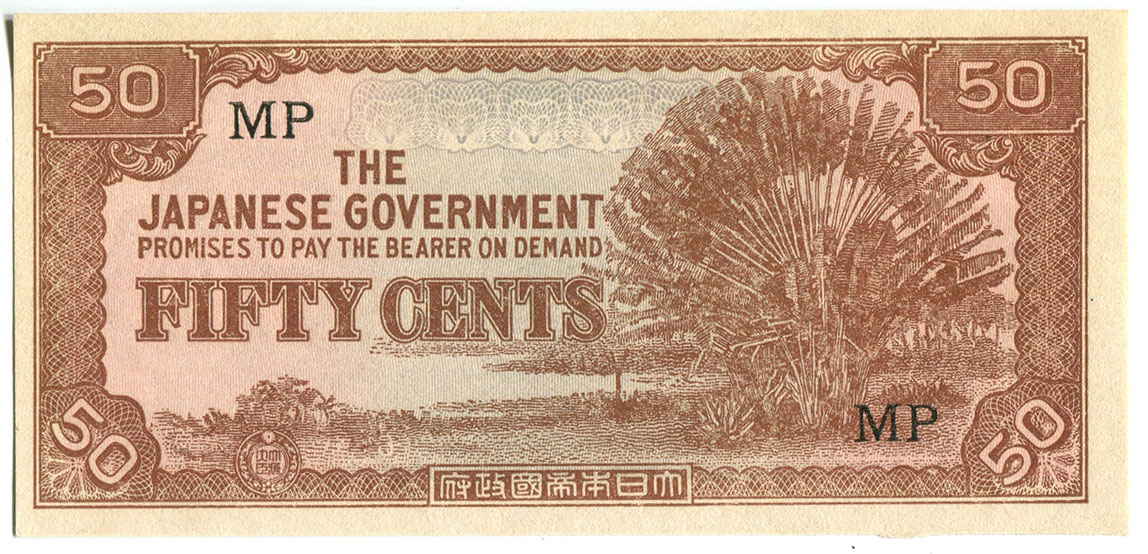 50
50
MP
THE
JAPANESE GOVERNMENT
PROMISES TO PAY THE BEARER ON DEMAND
FIFTY CENTS
MP
50
50
大日本帝國政府